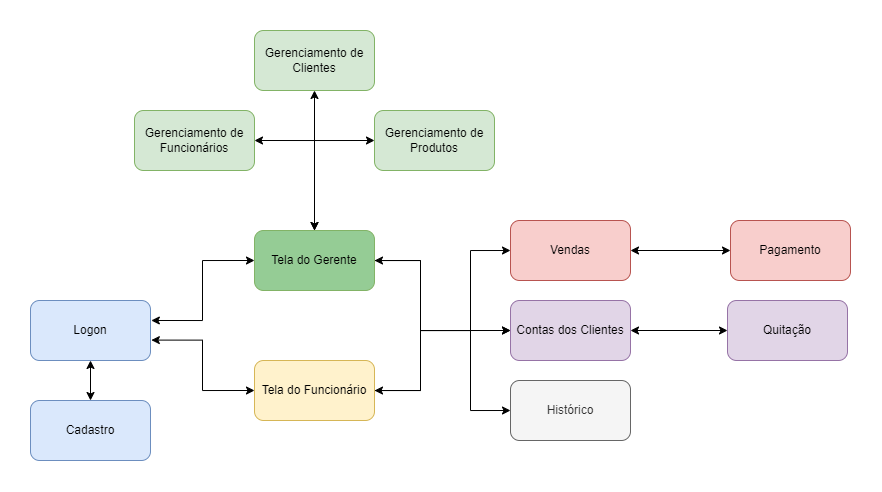 Gerenciamento de
Clientes
Gerenciamento de
Funcionários
Gerenciamento de
Produtos
Tela do Gerente
Vendas
Pagamento
Logon
Contas dos Clientes
Quitação
Tela do Funcionário
Histórico
Cadastro